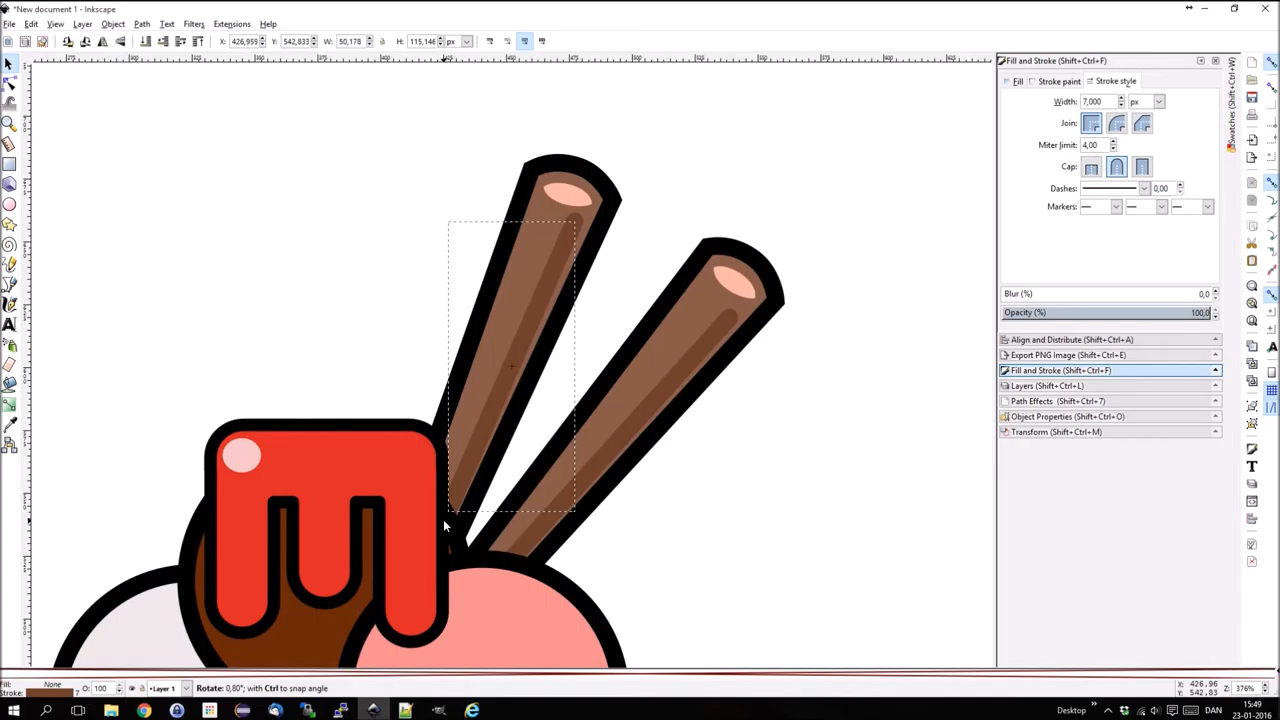 *New document 1 - Inkscape
File Edit View Layer Object Path Text Filters Extensions Help
X: 426,959 Y: 542,833 W: 50,178 H: 115,146 px
Fill and Stroke (Shift+Ctrl+F)
Fill Stroke paint Stroke style
Width: 7,000 px
Join:
Miter limit: 4,00
Cap:
Dashes: 0,00
Markers:
Blur (%) 0,0
Opacity (%) 100,0
Align and Distribute (Shift+Ctrl+A)
Export PNG Image (Shift+Ctrl+E)
Fill and Stroke (Shift+Ctrl+F)
Layers (Shift+Ctrl+L)
Path Effects (Shift+Ctrl+7)
Object Properties (Shift+Ctrl+O)
Transform (Shift+Ctrl+M)
Swatches (Shift+Ctrl+W)
Fill: None
Stroke: 7
O: 100
Layer 1
Rotate: 0,80°; with Ctrl to snap angle
X: 426,96
Y: 542,83
Z: 376%
Desktop DAN
15:49
23-01-2016